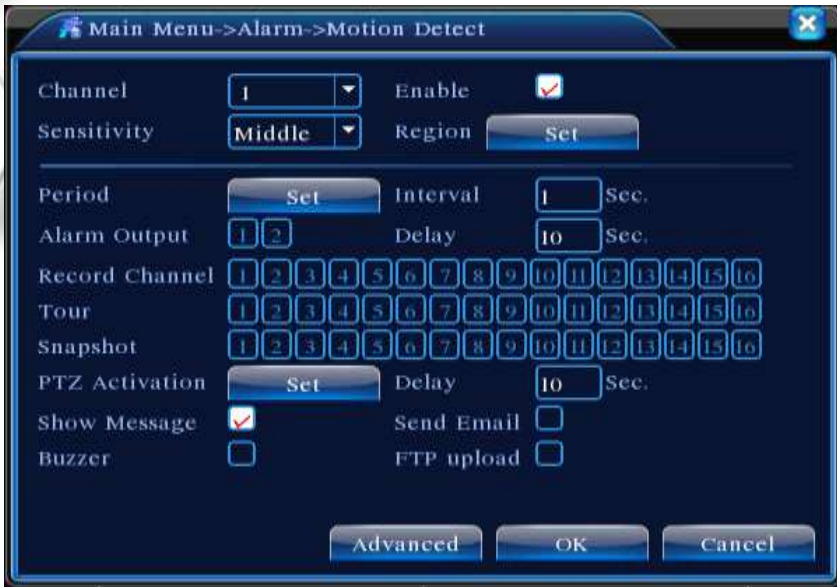 Main Menu->Alarm->Motion Detect
Channel 1 Enable
Sensitivity Middle Region Set
Period Set Interval 1 Sec.
Alarm Output 1 2 Delay 10 Sec.
Record Channel 1 2 3 4 5 6 7 8 9 10 11 12 13 14 15 16
Tour 1 2 3 4 5 6 7 8 9 10 11 12 13 14 15 16
Snapshot 1 2 3 4 5 6 7 8 9 10 11 12 13 14 15 16
PTZ Activation Set Delay 10 Sec.
Show Message Send Email
Buzzer FTP upload
Advanced OK Cancel